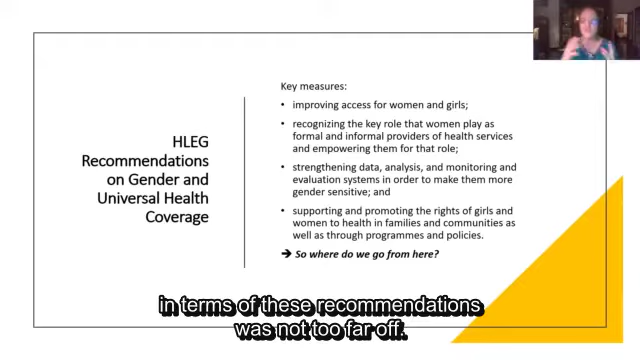 HLEG
Recommendations
on Gender and
Universal Health
Coverage
Key measures:
• improving access for women and girls;
• recognizing the key role that women play as
formal and informal providers of health services
and empowering them for that role;
• strengthening data, analysis, and monitoring and
evaluation systems in order to make them more
gender sensitive; and
• supporting and promoting the rights of girls and
women to health in families and communities as
well as through programmes and policies.
➔ So where do we go from here?
in terms of these recommendations
was not too far off.